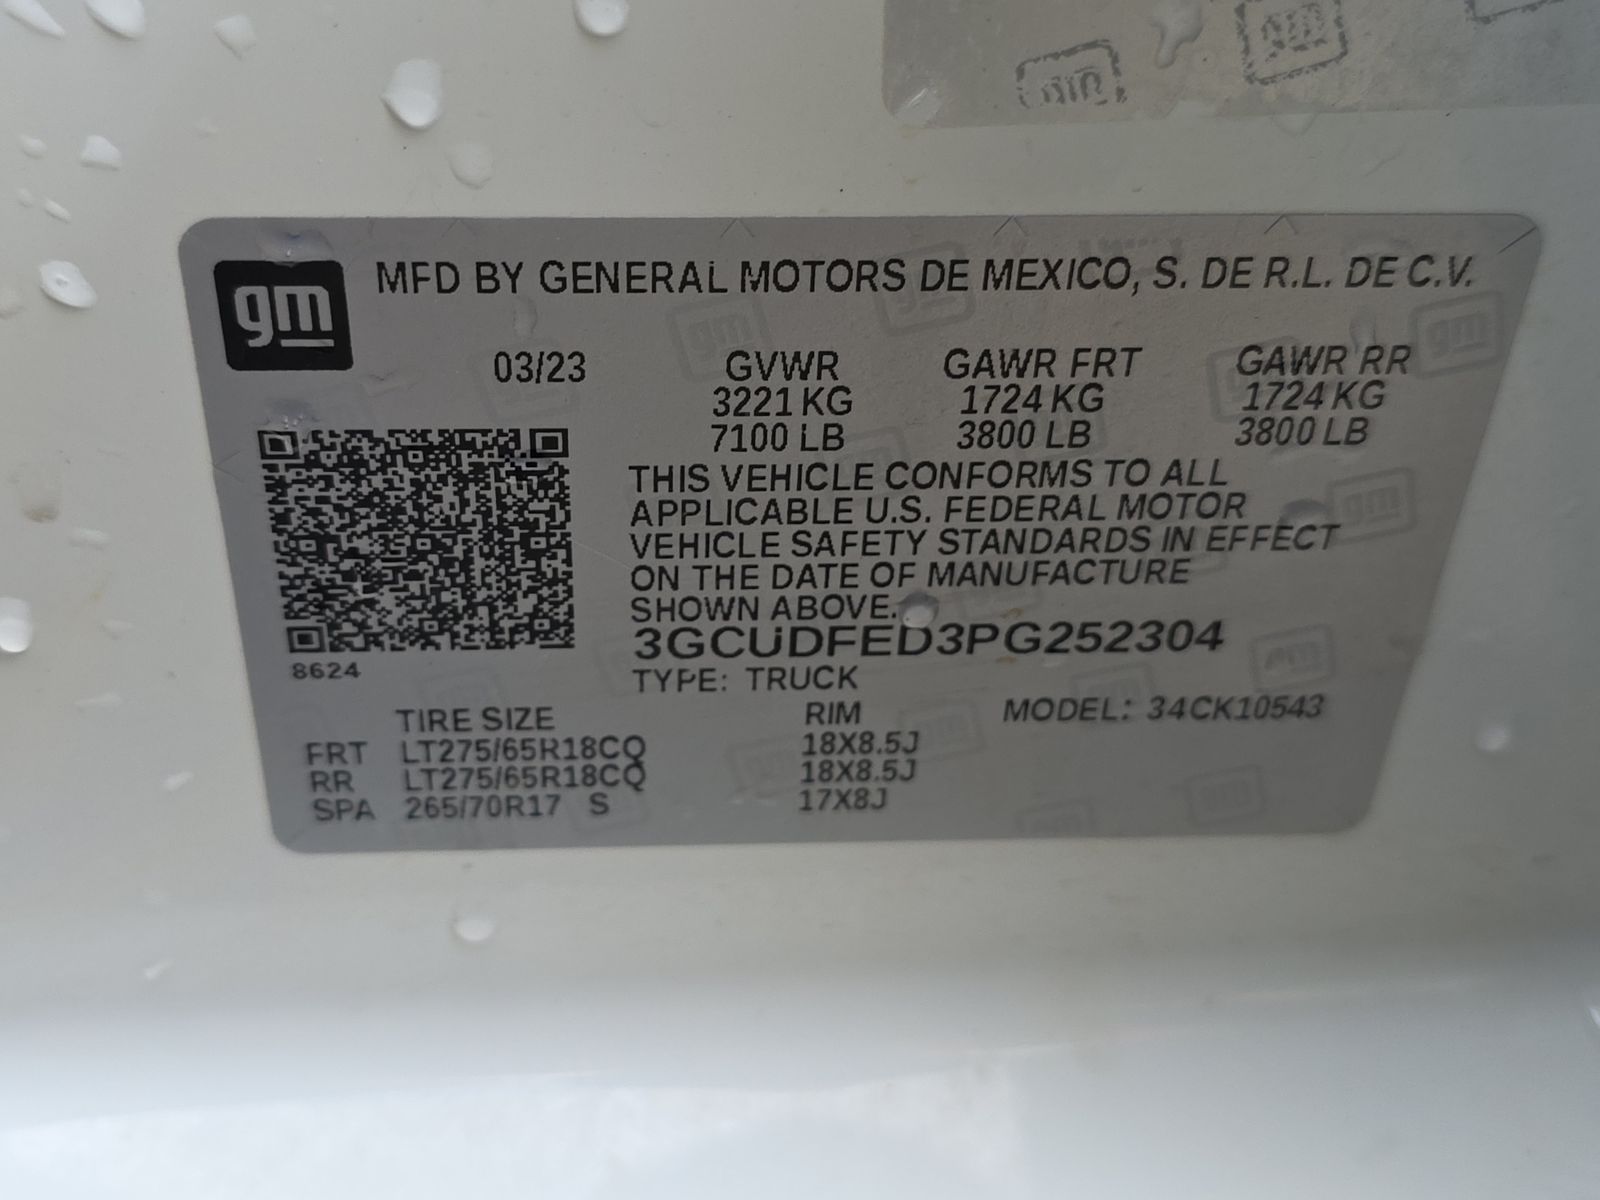 gm MFD BY GENERAL MOTORS DE MEXICO, S. DE R.L. DE C.V.
03/23 GVWR GAWR FRT GAWR RR
3221 KG 1724 KG 1724 KG
7100 LB 3800 LB 3800 LB
THIS VEHICLE CONFORMS TO ALL
APPLICABLE U.S. FEDERAL MOTOR
VEHICLE SAFETY STANDARDS IN EFFECT
ON THE DATE OF MANUFACTURE
SHOWN ABOVE.
3GCUDFED3PG252304
8624
TYPE: TRUCK
TIRE SIZE RIM MODEL: 34CK10543
FRT LT275/65R18CQ 18X8.5J
RR LT275/65R18CQ 18X8.5J
SPA 265/70R17 S 17X8J